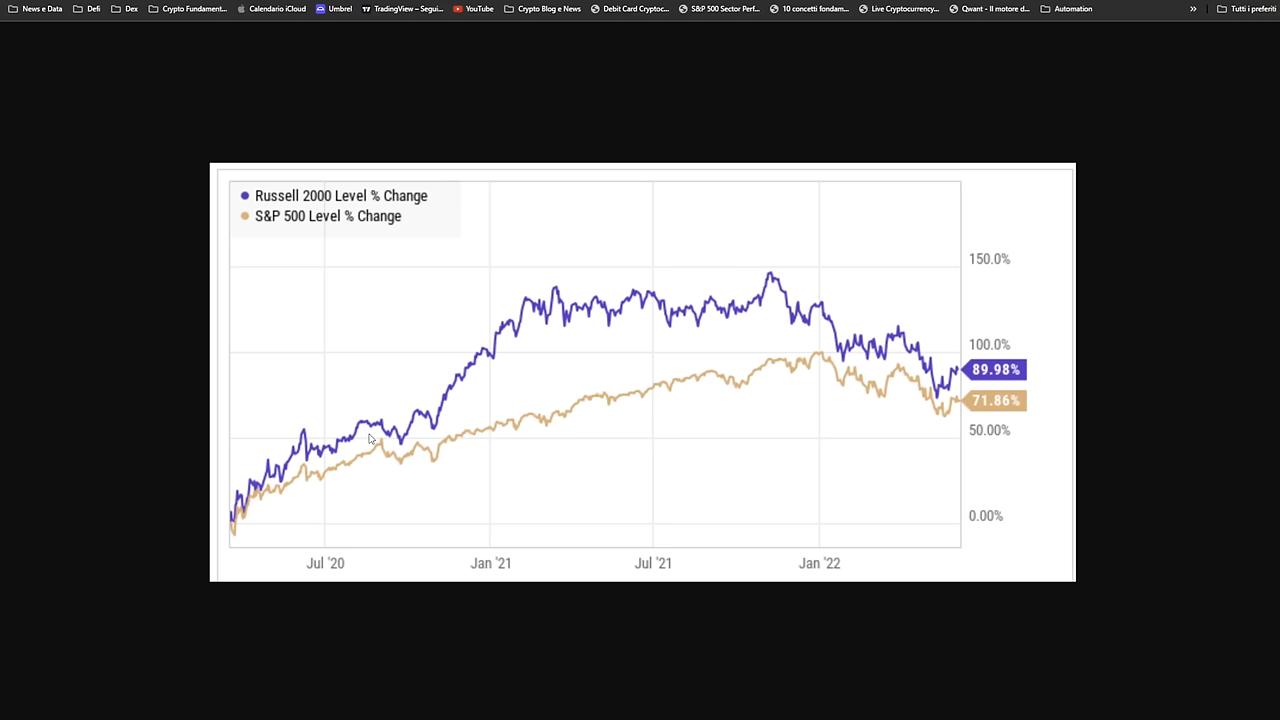 News e Data Defi Dex Crypto Fundament... Calendario iCloud Umbrel TradingView – Segui... YouTube Crypto Blog e News Debit Card Cryptoc... S&P 500 Sector Perf... 10 concetti fondam... Live Cryptocurrency... Qwant - Il motore d... Automation » Tutti i preferiti
Russell 2000 Level % Change
S&P 500 Level % Change
150.0%
100.0%
89.98%
71.86%
50.00%
0.00%
Jul '20 Jan '21 Jul '21 Jan '22